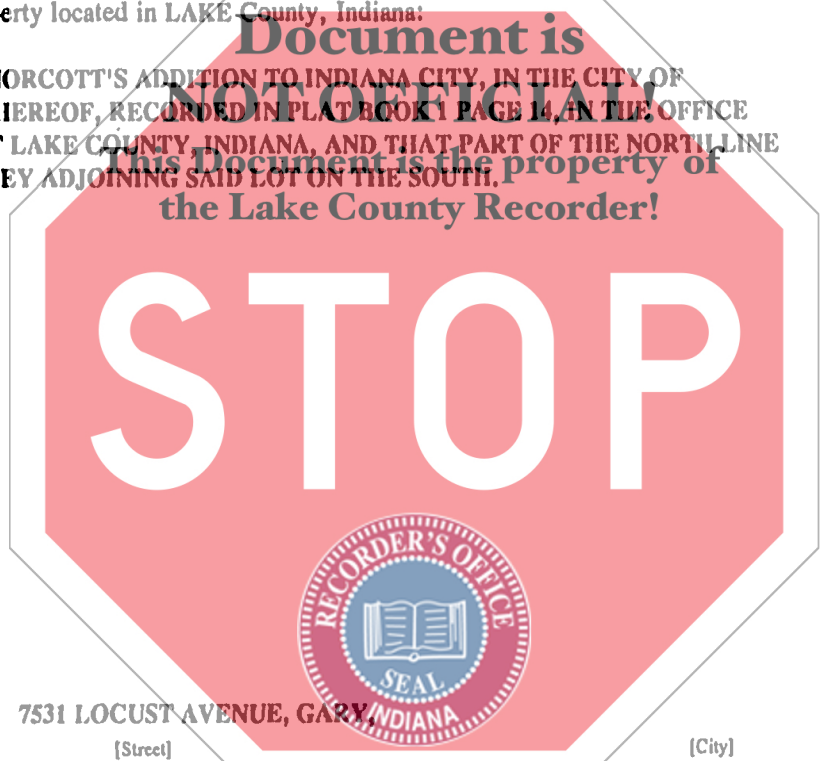 erty located in LAKE County, Indiana:
Document is
ORCOTT'S ADDITION TO INDIANA CITY, IN THE CITY OF
NOT OFFICIAL!
HEREOF, RECORDED IN PLAT BOOK 1 PAGE 14, IN THE OFFICE
LAKE COUNTY, INDIANA, AND THAT PART OF THE NORTH LINE
This Document is the property of
EY ADJOINING SAID LOT ON THE SOUTH.
the Lake County Recorder!
STOP
RECORDER'S OFFICE
SEAL
INDIANA
7531 LOCUST AVENUE, GARY,
[Street]
[City]